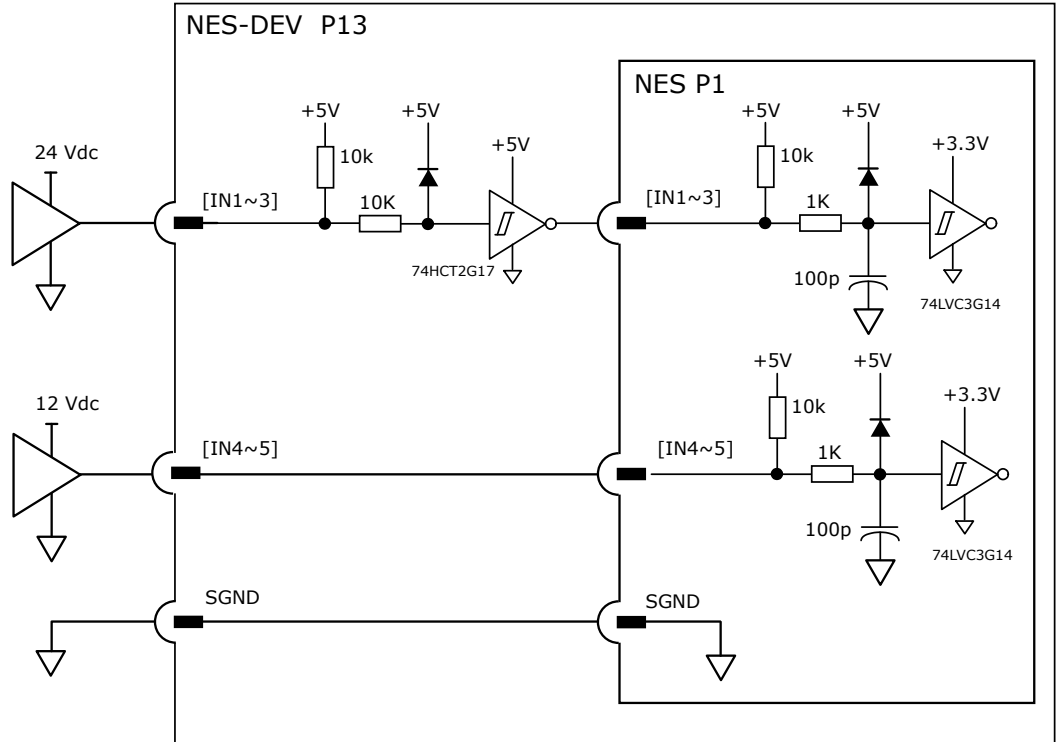 NES-DEV  P13
NES P1
+5V
+5V
+5V
+5V
+5V
+3.3V
24 Vdc
10k
10k
[IN1~3]
10K
[IN1~3]
1K
74HCT2G17
100p
74LVC3G14
+5V
+5V
+3.3V
12 Vdc
10k
[IN4~5]
[IN4~5]
1K
100p
74LVC3G14
SGND
SGND